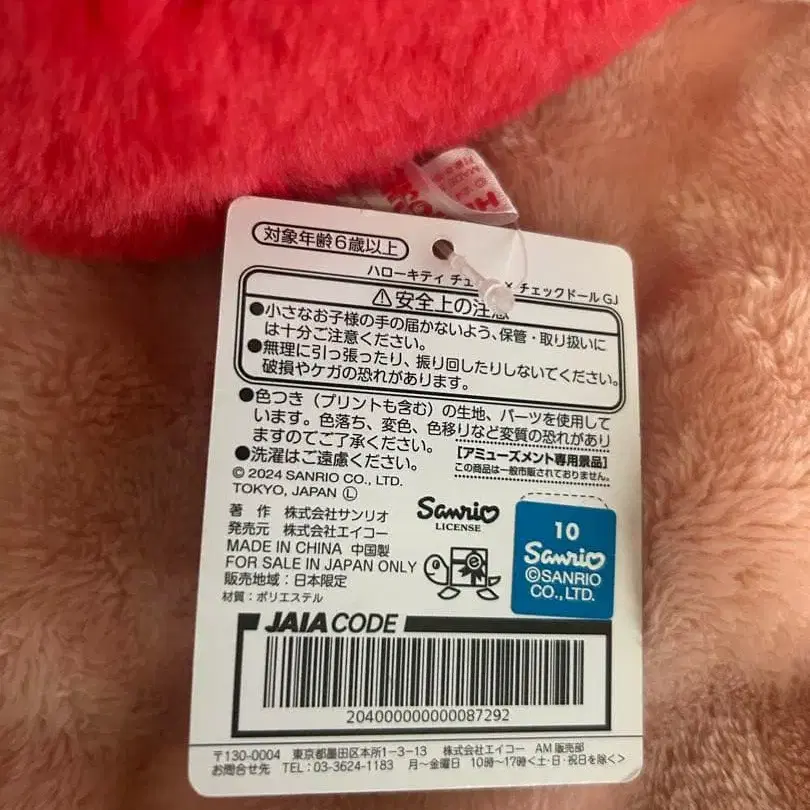 対象年齢6歳以上
ハローキティ チュ × チェックドール GJ
⚠安全上の注意
●小さなお子様の手の届かないよう、保管・取り扱いに
は十分ご注意ください。
●無理に引っ張ったり、振り回したりしないでください。
破損やケガの恐れがあります。
●色つき（プリントも含む）の生地、パーツを使用して
います。色落ち、変色、色移りなど変質の恐れがあり
ますのでご了承ください。
●洗濯はご遠慮ください。
【アミューズメント専用景品】
この商品は一般市販されておりません。
© 2024 SANRIO CO., LTD.
TOKYO, JAPAN Ⓛ
著 作 株式会社サンリオ
発売元 株式会社エイコー
MADE IN CHINA 中国製
FOR SALE IN JAPAN ONLY
販売地域：日本限定
材質：ポリエステル
Sanrio
LICENSE
10
Sanrio
©SANRIO
CO.,LTD.
JAIA CODE
204000000000087292
〒130-0004 東京都墨田区本所1-3-13 株式会社エイコー AM販売部
お問合せ先 TEL：03-3624-1183 月～金曜日 10時～17時＜土・日・祝日を除く＞